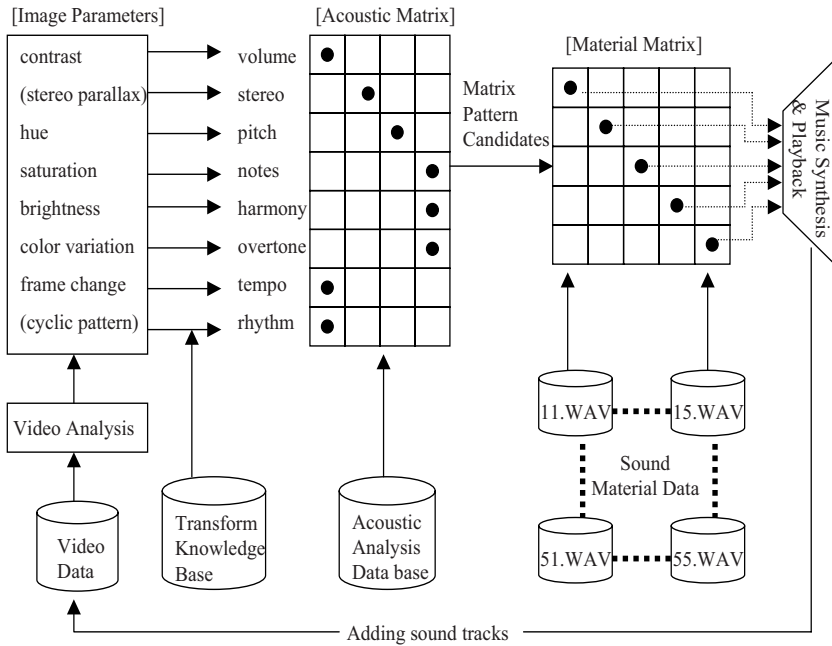 [Image Parameters]
[Acoustic Matrix]
[Material Matrix]
contrast
(stereo parallax)
hue
saturation
brightness
color variation
frame change
(cyclic pattern)
volume
stereo
pitch
notes
harmony
overtone
tempo
rhythm
Matrix
Pattern
Candidates
Music Synthesis
& Playback
Video Analysis
Video
Data
Transform
Knowledge
Base
Acoustic
Analysis
Data base
11.WAV
15.WAV
Sound
Material Data
51.WAV
55.WAV
Adding sound tracks